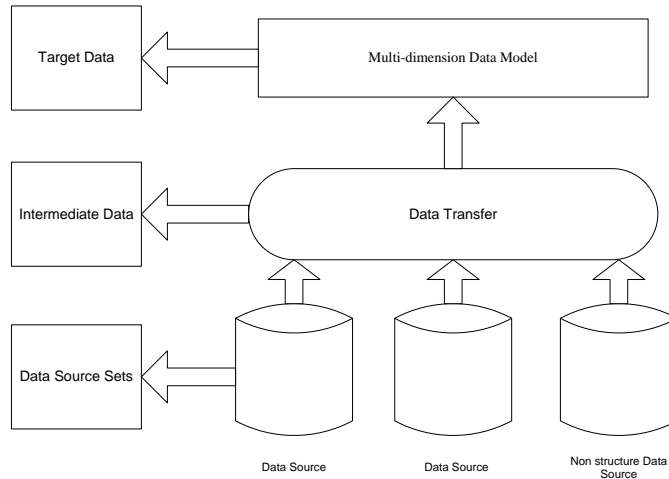 Target Data
Multi-dimension Data Model
Intermediate Data
Data Transfer
Data Source Sets
Data Source
Data Source
Non structure Data
Source